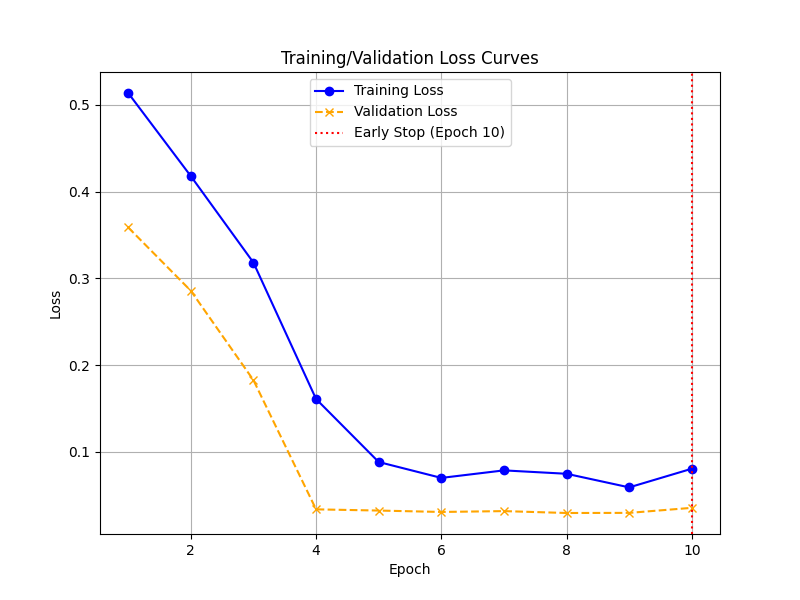 Training/Validation Loss Curves
Training Loss
Validation Loss
Early Stop (Epoch 10)
Loss
0.5
0.4
0.3
0.2
0.1
2 4 6 8 10
Epoch